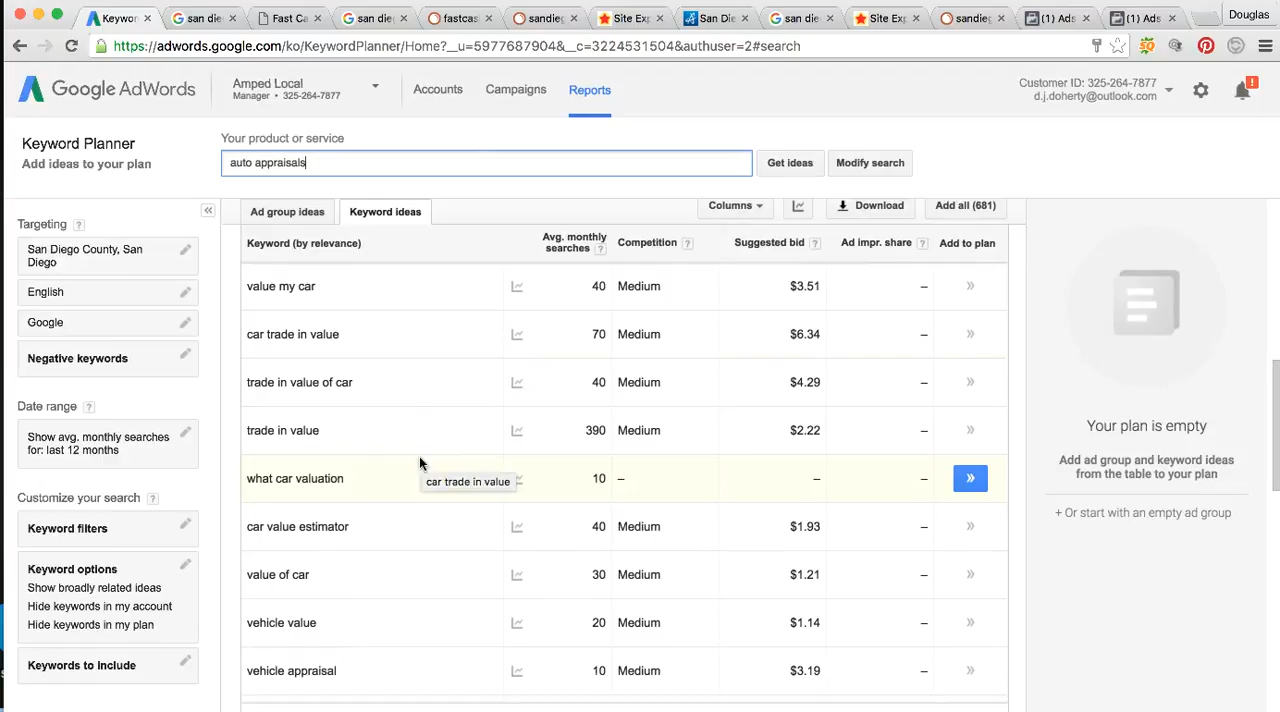 Keywor
san die
Fast Ca
san die
fastcas
sandieg
Site Exp
San Die
san die
Site Exp
sandieg
(1) Ads
(1) Ads
Douglas
https://adwords.google.com/ko/KeywordPlanner/Home?__u=5977687904&__c=3224531504&authuser=2#search
Google AdWords
Amped Local
Manager • 325-264-7877
Accounts
Campaigns
Reports
Customer ID: 325-264-7877
d.j.doherty@outlook.com
!
Keyword Planner
Add ideas to your plan
Your product or service
auto appraisals
Get ideas
Modify search
Targeting ?
San Diego County, San
Diego
English
Google
Negative keywords
Date range ?
Show avg. monthly searches
for: last 12 months
Customize your search ?
Keyword filters
Keyword options
Show broadly related ideas
Hide keywords in my account
Hide keywords in my plan
Keywords to include
Ad group ideas
Keyword ideas
Columns
Download
Add all (681)
Keyword (by relevance) Avg. monthly searches ? Competition ? Suggested bid ? Ad impr. share ? Add to plan
value my car 40 Medium $3.51 – »
car trade in value 70 Medium $6.34 – »
trade in value of car 40 Medium $4.29 – »
trade in value 390 Medium $2.22 – »
what car valuation 10 – – – »
car trade in value
car value estimator 40 Medium $1.93 – »
value of car 30 Medium $1.21 – »
vehicle value 20 Medium $1.14 – »
vehicle appraisal 10 Medium $3.19 – »
Your plan is empty
Add ad group and keyword ideas
from the table to your plan
+ Or start with an empty ad group